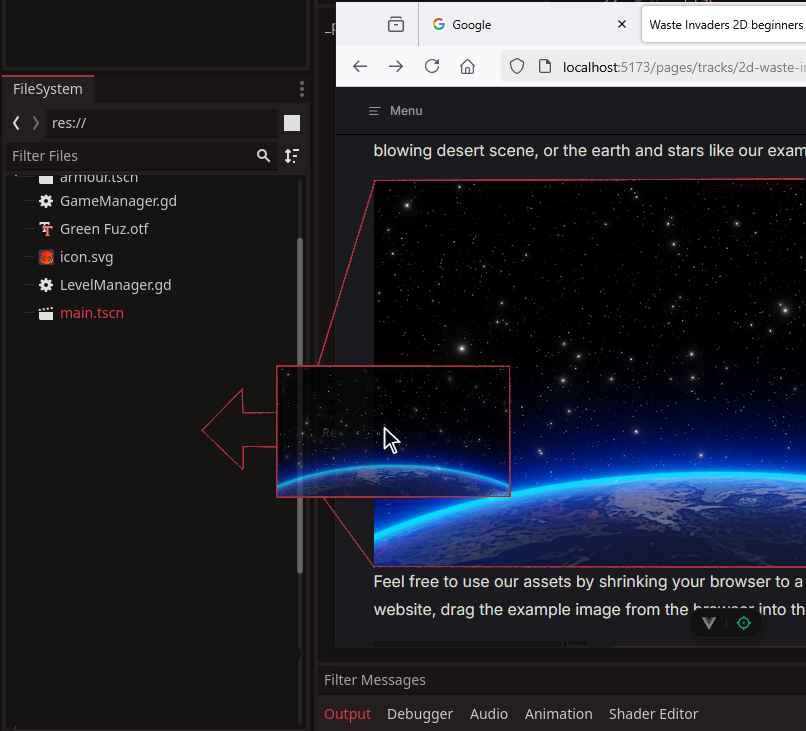 FileSystem
res://
Filter Files
armour.tscn
GameManager.gd
Green Fuz.otf
icon.svg
LevelManager.gd
main.tscn
Google
Waste Invaders 2D beginners
localhost:5173/pages/tracks/2d-waste-in
Menu
blowing desert scene, or the earth and stars like our exam
Re
Feel free to use our assets by shrinking your browser to a
website, drag the example image from the browser into th
Filter Messages
Output Debugger Audio Animation Shader Editor